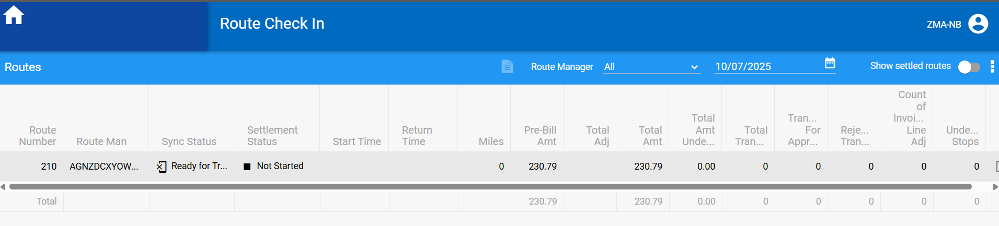 Route Check In
ZMA-NB
Routes
Route Manager
All
10/07/2025
Show settled routes
Route
Number
Route Man
Sync Status
Settlement
Status
Start Time
Return
Time
Miles
Pre-Bill
Amt
Total
Adj
Total
Amt
Total
Amt
Unde...
Total
Tran...
Tran...
For
Appr...
Reje...
Tran...
Count
of
Invoi...
Line
Adj
Unde...
Stops
210
AGNZDCXYOW...
Ready for Tr...
Not Started
0
230.79
230.79
0.00
0
0
0
0
0
Total
230.79
230.79
0.00
0
0
0
0
0